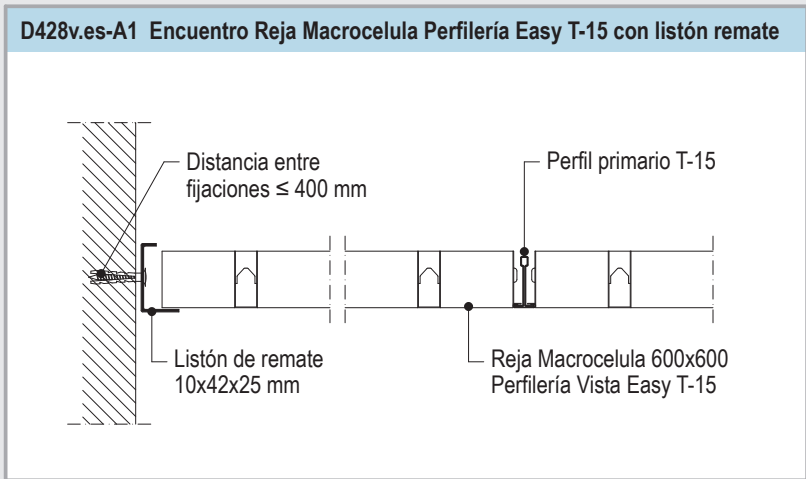 D428v.es-A1 Encuentro Reja Macrocelula Perfilería Easy T-15 con listón remate
Distancia entre
fijaciones ≤ 400 mm
Perfil primario T-15
Listón de remate
10x42x25 mm
Reja Macrocelula 600x600
Perfilería Vista Easy T-15